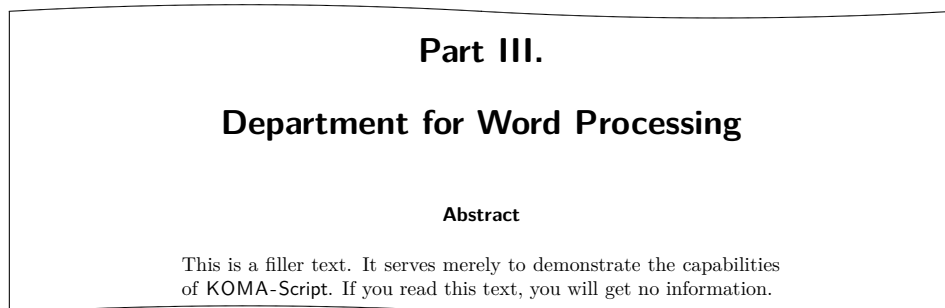 Part III.
Department for Word Processing
Abstract
This is a filler text. It serves merely to demonstrate the capabilities
of KOMA-Script. If you read this text, you will get no information.